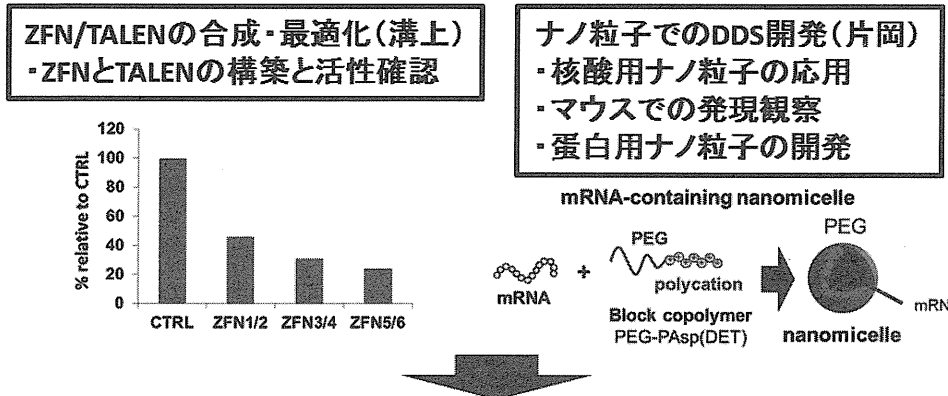 ZFN/TALENの合成・最適化(溝上)
・ZFNとTALENの構築と活性確認
ナノ粒子でのDDS開発(片岡)
・核酸用ナノ粒子の応用
・マウスでの発現観察
・蛋白用ナノ粒子の開発
% relative to CTRL
120
100
80
60
40
20
0
CTRL ZFN1/2 ZFN3/4 ZFN5/6
mRNA-containing nanomicelle
mRNA
+
PEG
polycation
Block copolymer
PEG-PAsp(DET)
PEG
mRN
nanomicelle